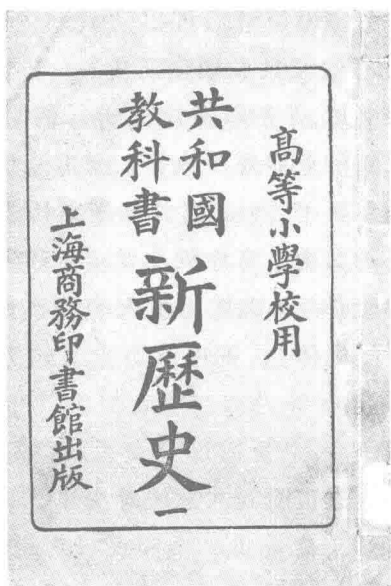 高等小學校用
共和國
教科書
新歷史一
上海商務印書館出版